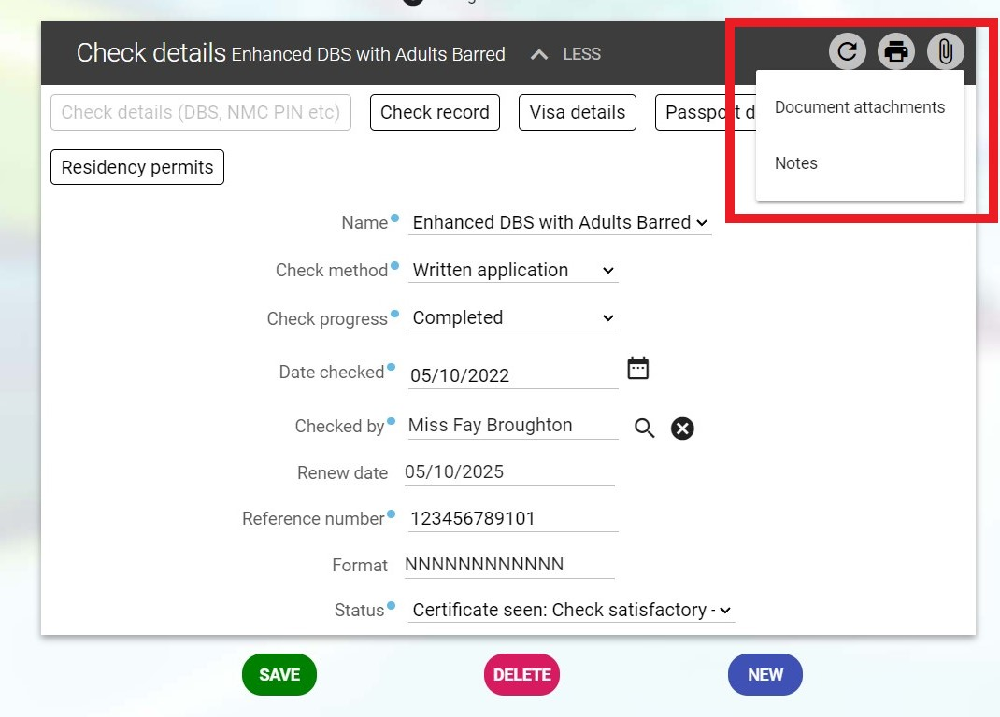 Check details Enhanced DBS with Adults Barred LESS
Check details (DBS, NMC PIN etc) Check record Visa details Passport d
Document attachments
Notes
Residency permits
Name Enhanced DBS with Adults Barred
Check method Written application
Check progress Completed
Date checked 05/10/2022
Checked by Miss Fay Broughton
Renew date 05/10/2025
Reference number 123456789101
Format NNNNNNNNNNNN
Status Certificate seen: Check satisfactory -
SAVE DELETE NEW